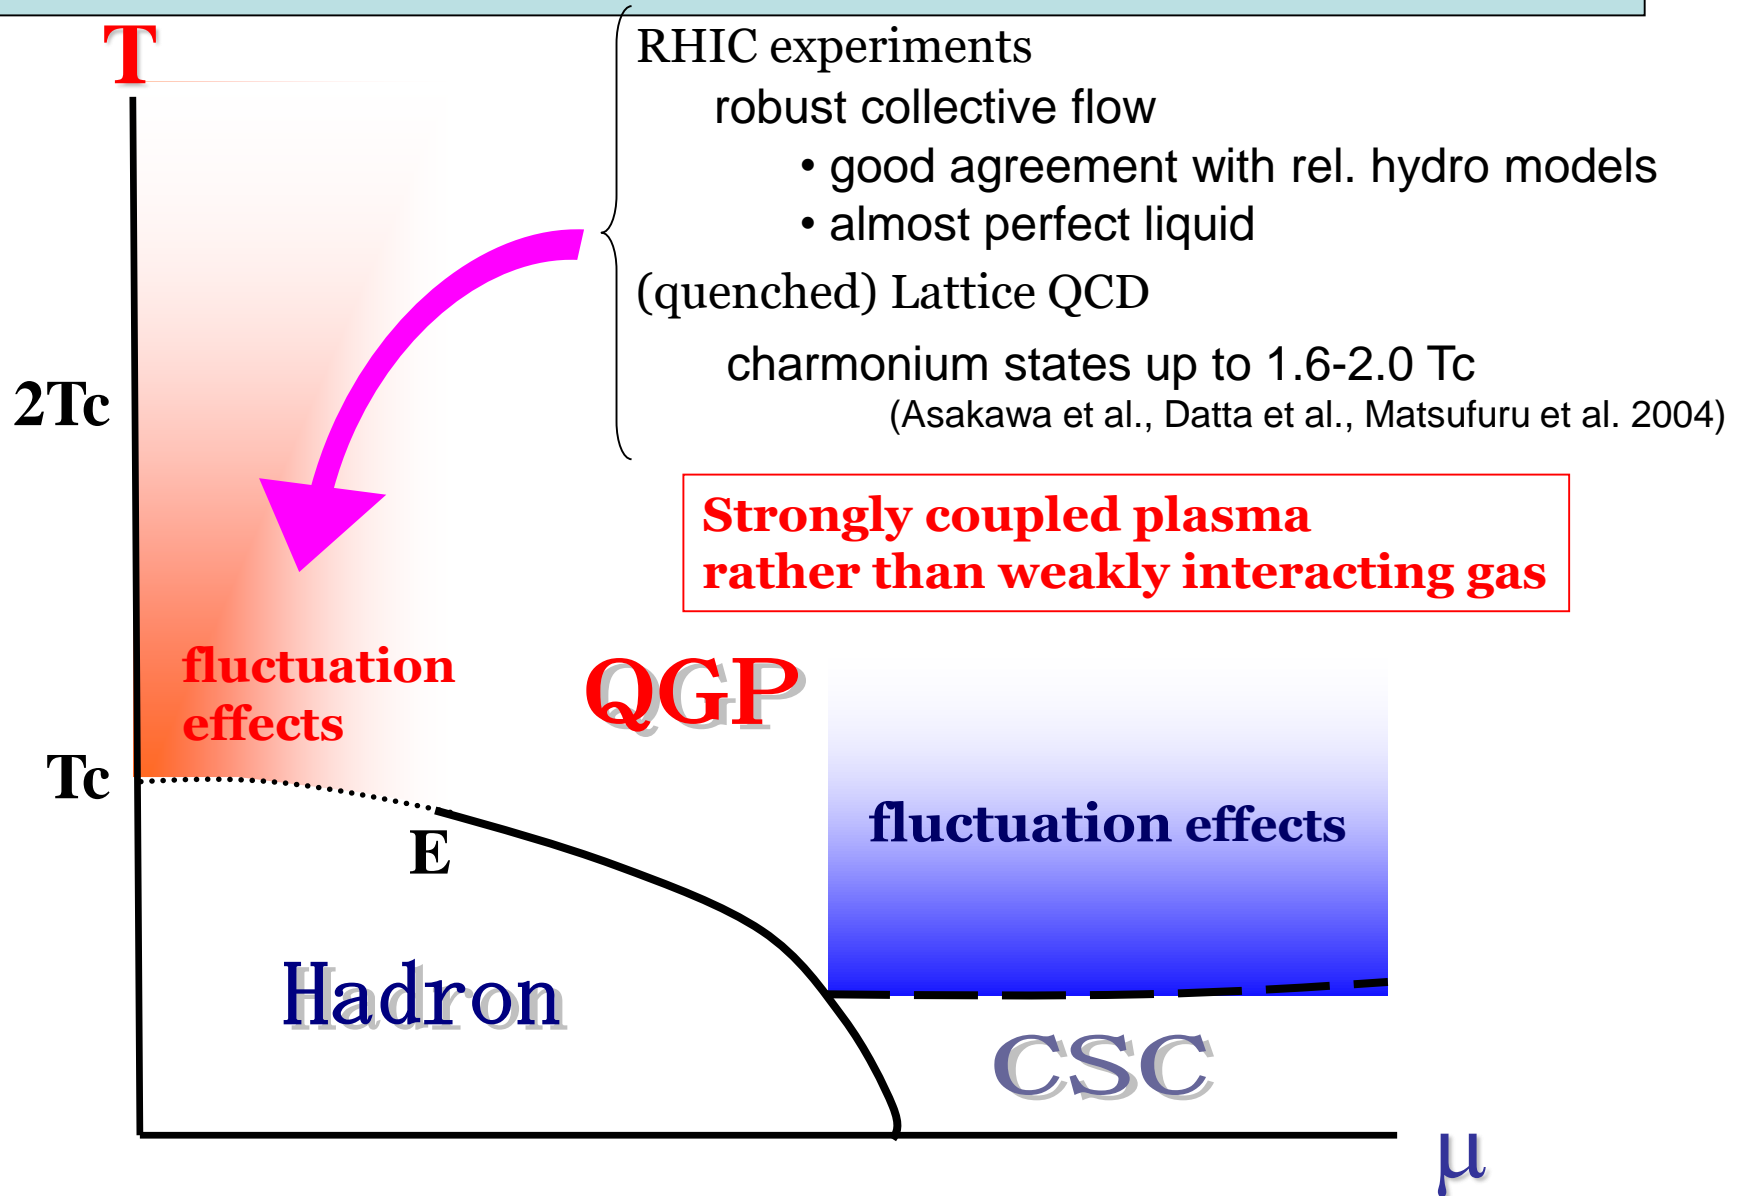 T
RHIC experiments
robust collective flow
• good agreement with rel. hydro models
• almost perfect liquid
(quenched) Lattice QCD
charmonium states up to 1.6-2.0 Tc
(Asakawa et al., Datta et al., Matsufuru et al. 2004)
2Tc
Strongly coupled plasma
rather than weakly interacting gas
fluctuation
effects
QGP
Tc
E
fluctuation effects
Hadron
CSC
μ